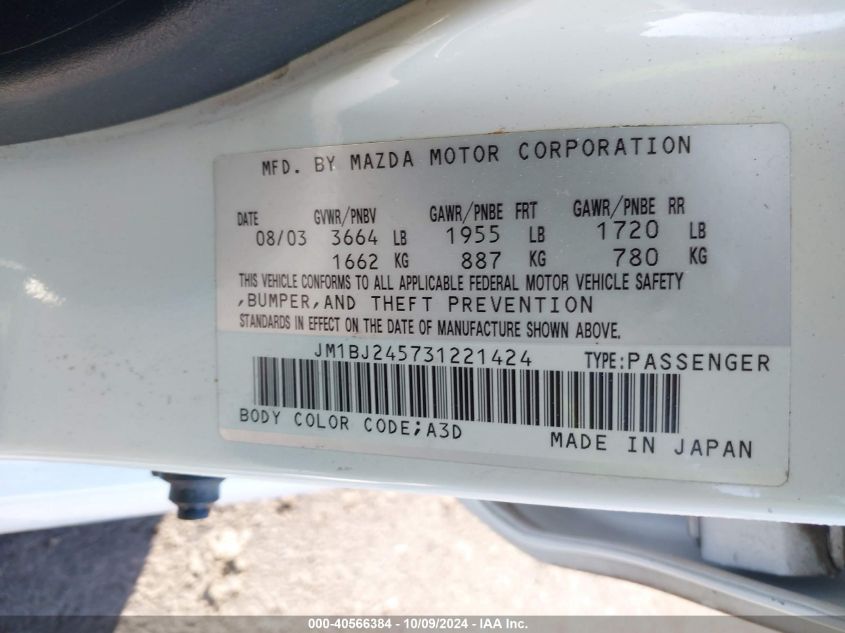 MFD. BY MAZDA MOTOR CORPORATION
DATE GVWR/PNBV GAWR/PNBE FRT GAWR/PNBE RR
08/03 3664 LB 1955 LB 1720 LB
1662 KG 887 KG 780 KG
THIS VEHICLE CONFORMS TO ALL APPLICABLE FEDERAL MOTOR VEHICLE SAFETY
,BUMPER,AND THEFT PREVENTION
STANDARDS IN EFFECT ON THE DATE OF MANUFACTURE SHOWN ABOVE.
JM1BJ245731221424 TYPE:PASSENGER
BODY COLOR CODE;A3D
MADE IN JAPAN
000-40566384 - 10/09/2024 - IAA Inc.